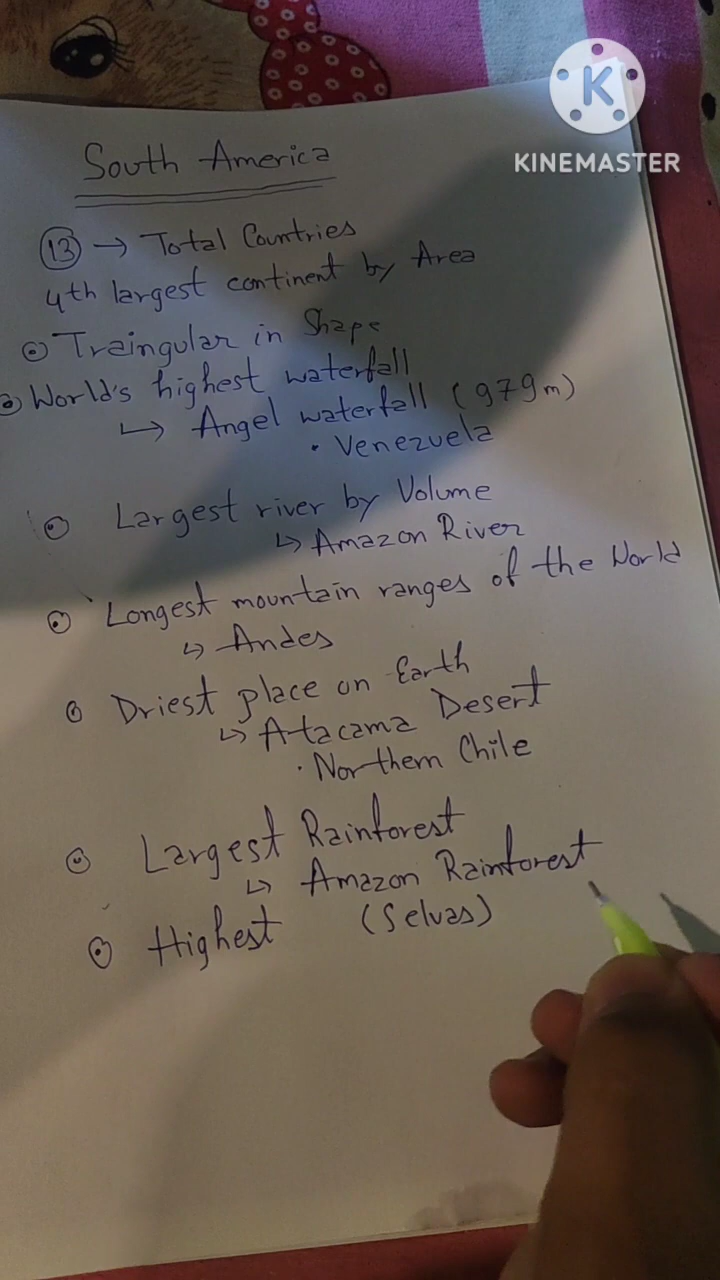 KINEMASTER
South America
13 → Total Countries
4th largest continent by Area
Traingular in Shape
World's highest waterfall
↳ Angel waterfall (979m)
• Venezuela
Largest river by Volume
↳ Amazon River
Longest mountain ranges of the World
↳ Andes
Driest place on Earth
↳ Atacama Desert
• Northern Chile
Largest Rainforest
↳ Amazon Rainforest
(Selvas)
Highest